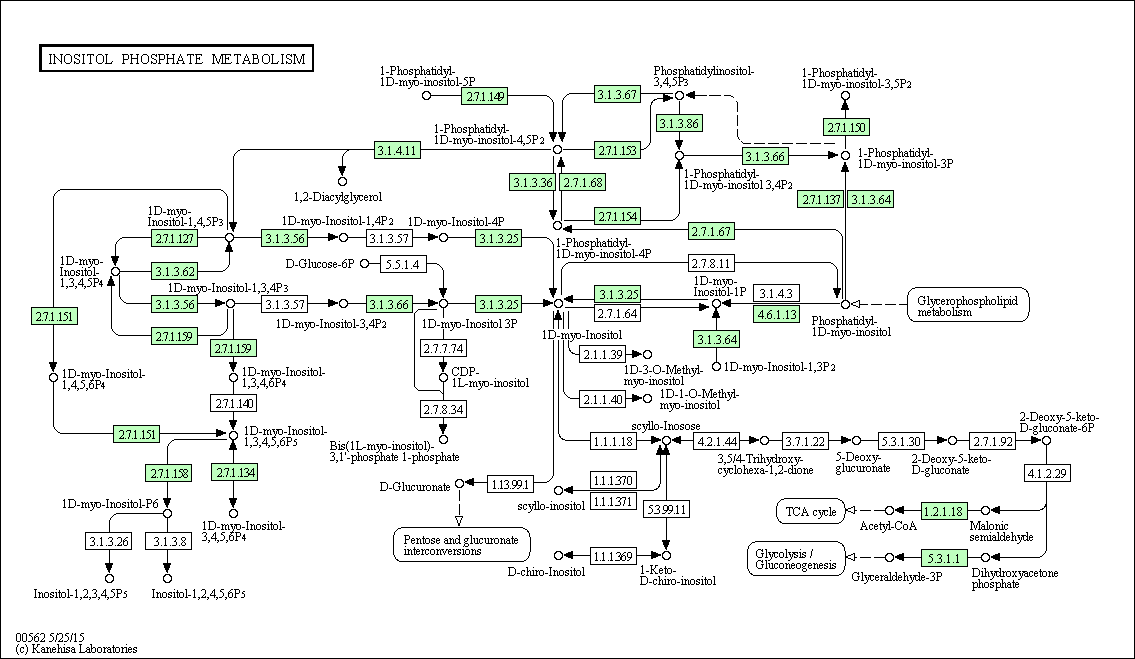 INOSITOL PHOSPHATE METABOLISM
1-Phosphatidyl-
1D-myo-inositol-5P
2.7.1.149
3.1.3.67
Phosphatidylinositol-
3,4,5P3
1-Phosphatidyl-
1D-myo-inositol-3,5P2
3.1.3.86
2.7.1.150
1-Phosphatidyl-
1D-myo-inositol-4,5P2
3.1.4.11
2.7.1.153
3.1.3.66
1-Phosphatidyl-
1D-myo-inositol-3P
1,2-Diacylglycerol
3.1.3.36
2.7.1.68
1-Phosphatidyl-
1D-myo-inositol 3,4P2
2.7.1.137
3.1.3.64
1D-myo-
Inositol-1,4,5P3
1D-myo-Inositol-1,4P2
1D-myo-Inositol-4P
2.7.1.154
2.7.1.127
3.1.3.56
3.1.3.57
3.1.3.25
2.7.1.67
1-Phosphatidyl-
1D-myo-inositol-4P
1D-myo-
Inositol-
1,3,4,5P4
3.1.3.62
D-Glucose-6P
5.5.1.4
2.7.8.11
1D-myo-Inositol-1,3,4P3
1D-myo-
Inositol-1P
3.1.3.56
3.1.3.57
3.1.3.66
3.1.3.25
3.1.3.25
2.7.1.64
3.1.4.3
4.6.1.13
Glycerophospholipid
metabolism
2.7.1.151
1D-myo-Inositol-3,4P2
1D-myo-Inositol 3P
1D-myo-Inositol
Phosphatidyl-
1D-myo-inositol
2.7.1.159
2.7.1.159
2.7.7.74
3.1.3.64
2.1.1.39
1D-3-O-Methyl-
myo-inositol
1D-myo-Inositol-1,3P2
1D-myo-Inositol-
1,4,5,6P4
1D-myo-Inositol-
1,3,4,6P4
CDP-
1L-myo-inositol
2.7.1.140
2.7.8.34
2.1.1.40
1D-1-O-Methyl-
myo-inositol
2.7.1.151
1D-myo-Inositol-
1,3,4,5,6P5
Bis(1L-myo-inositol)-
3,1'-phosphate 1-phosphate
scyllo-Inosose
2-Deoxy-5-keto-
D-gluconate-6P
1.1.1.18
4.2.1.44
3.7.1.22
5.3.1.30
2.7.1.92
3,5/4-Trihydroxy-
cyclohexa-1,2-dione
5-Deoxy-
glucuronate
2-Deoxy-5-keto-
D-gluconate
2.7.1.158
2.7.1.134
D-Glucuronate
1.13.99.1
1.1.1.370
1.1.1.371
scyllo-inositol
4.1.2.29
1D-myo-Inositol-P6
5.3.99.11
TCA cycle
1.2.1.18
Acetyl-CoA
Malonic
semialdehyde
1D-myo-Inositol-
3,4,5,6P4
3.1.3.26
3.1.3.8
Pentose and glucuronate
interconversions
1.1.1.369
D-chiro-Inositol
1-Keto-
D-chiro-inositol
Glycolysis /
Gluconeogenesis
5.3.1.1
Glyceraldehyde-3P
Dihydroxyacetone
phosphate
Inositol-1,2,3,4,5P5
Inositol-1,2,4,5,6P5
00562 5/25/15
(c) Kanehisa Laboratories